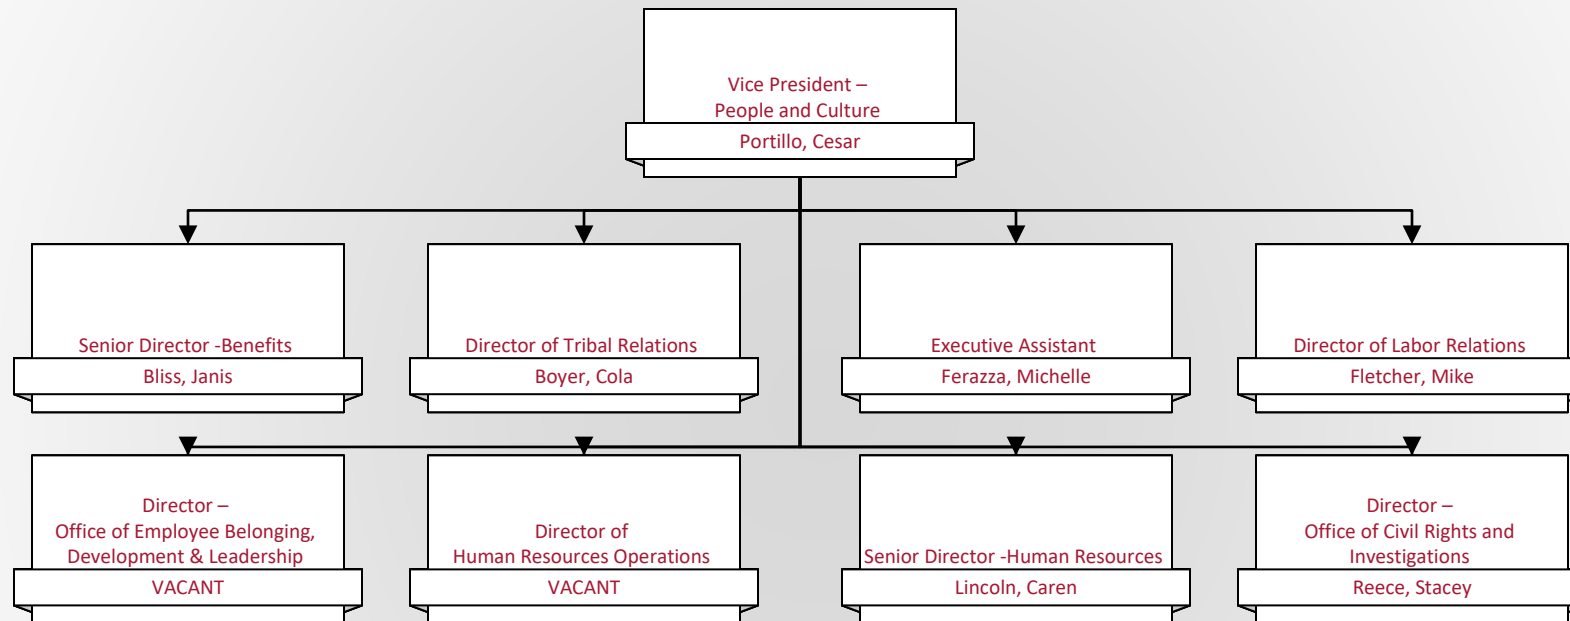 Vice President –
People and Culture
Portillo, Cesar
Senior Director -Benefits
Bliss, Janis
Director of Tribal Relations
Boyer, Cola
Executive Assistant
Ferazza, Michelle
Director of Labor Relations
Fletcher, Mike
Director –
Office of Employee Belonging,
Development & Leadership
VACANT
Director of
Human Resources Operations
VACANT
Senior Director -Human Resources
Lincoln, Caren
Director –
Office of Civil Rights and
Investigations
Reece, Stacey